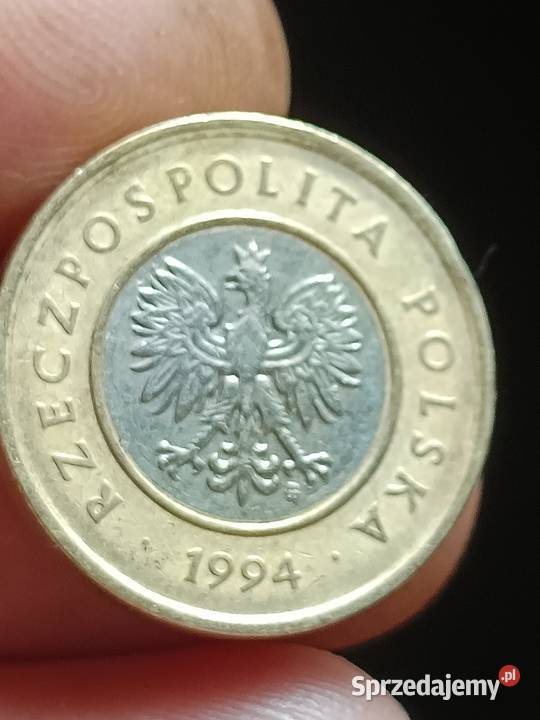 RZECZPOSPOLITA POLSKA
· 1994 ·
Sprzedajemy.pl